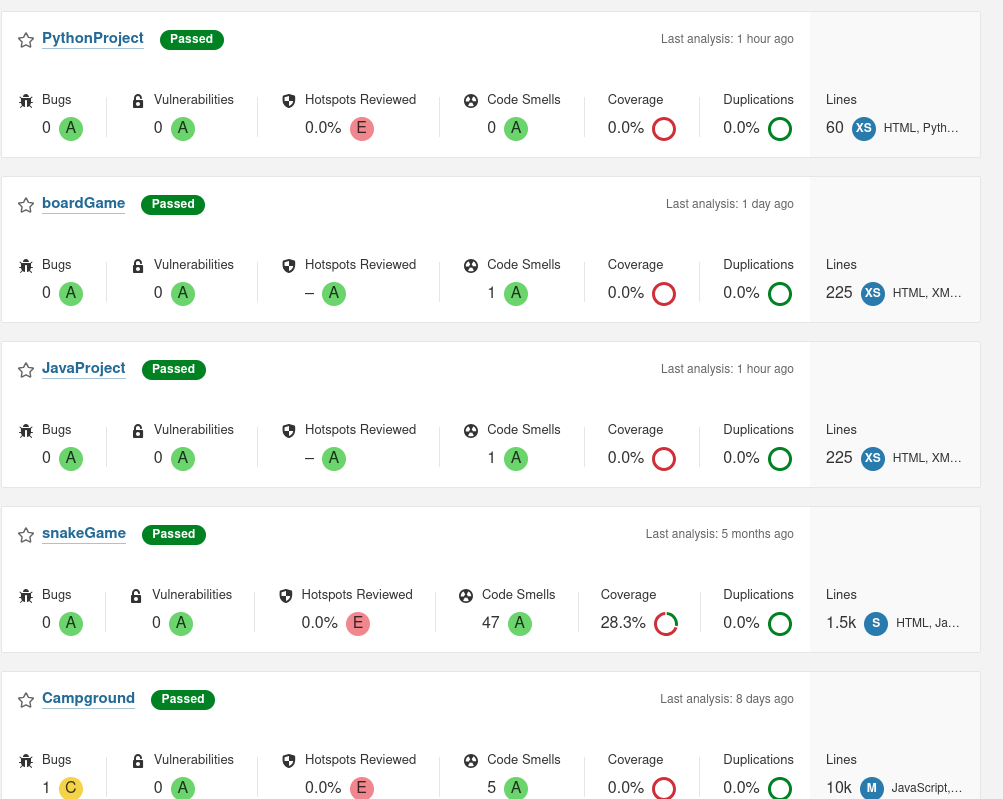 PythonProject Passed Last analysis: 1 hour ago
Bugs Vulnerabilities Hotspots Reviewed Code Smells Coverage Duplications Lines
0 A 0 A 0.0% E 0 A 0.0% 0.0% 60 XS HTML, Pyth...
boardGame Passed Last analysis: 1 day ago
Bugs Vulnerabilities Hotspots Reviewed Code Smells Coverage Duplications Lines
0 A 0 A – A 1 A 0.0% 0.0% 225 XS HTML, XM...
JavaProject Passed Last analysis: 1 hour ago
Bugs Vulnerabilities Hotspots Reviewed Code Smells Coverage Duplications Lines
0 A 0 A – A 1 A 0.0% 0.0% 225 XS HTML, XM...
snakeGame Passed Last analysis: 5 months ago
Bugs Vulnerabilities Hotspots Reviewed Code Smells Coverage Duplications Lines
0 A 0 A 0.0% E 47 A 28.3% 0.0% 1.5k S HTML, Ja...
Campground Passed Last analysis: 8 days ago
Bugs Vulnerabilities Hotspots Reviewed Code Smells Coverage Duplications Lines
1 C 0 A 0.0% E 5 A 0.0% 0.0% 10k M JavaScript,...